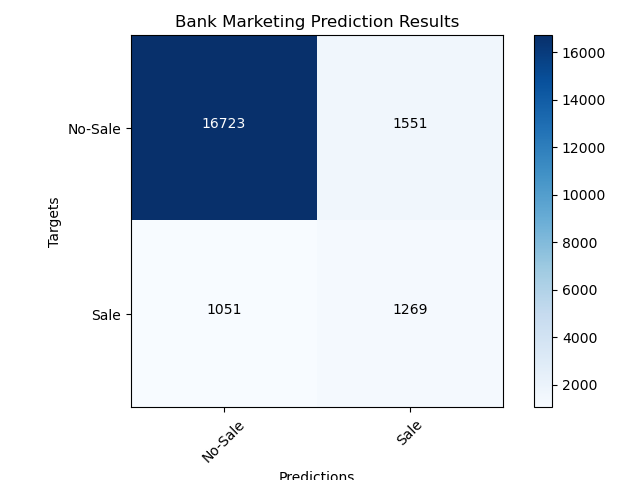 Bank Marketing Prediction Results
No-Sale
16723
1551
Sale
1051
1269
Targets
No-Sale
Sale
Predictions
16000
14000
12000
10000
8000
6000
4000
2000